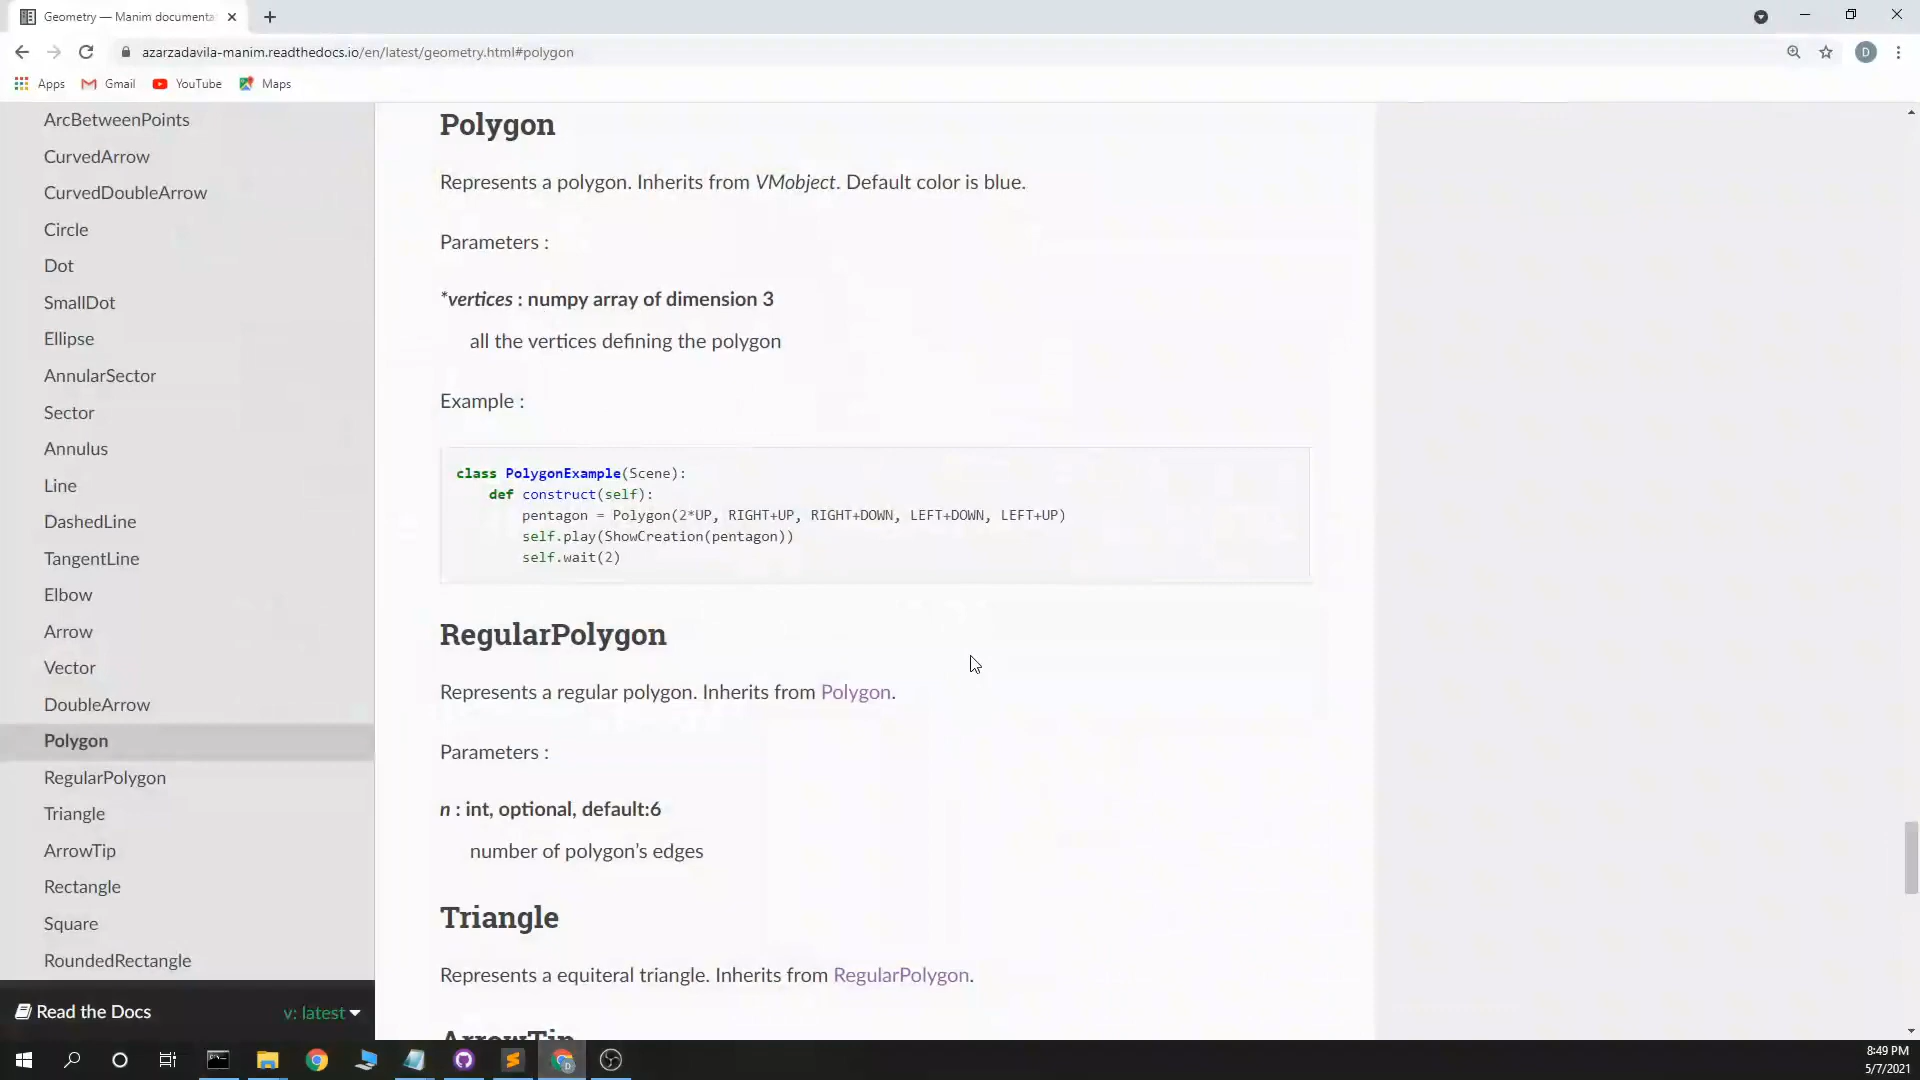 Geometry — Manim documenta
azarzadavila-manim.readthedocs.io/en/latest/geometry.html#polygon
D
Apps
Gmail
YouTube
Maps
ArcBetweenPoints
CurvedArrow
CurvedDoubleArrow
Circle
Dot
SmallDot
Ellipse
AnnularSector
Sector
Annulus
Line
DashedLine
TangentLine
Elbow
Arrow
Vector
DoubleArrow
Polygon
RegularPolygon
Triangle
ArrowTip
Rectangle
Square
RoundedRectangle
Read the Docs
v: latest
Polygon
Represents a polygon. Inherits from VMobject. Default color is blue.
Parameters :
*vertices : numpy array of dimension 3
all the vertices defining the polygon
Example :
class PolygonExample(Scene):
def construct(self):
pentagon = Polygon(2*UP, RIGHT+UP, RIGHT+DOWN, LEFT+DOWN, LEFT+UP)
self.play(ShowCreation(pentagon))
self.wait(2)
RegularPolygon
Represents a regular polygon. Inherits from Polygon.
Parameters :
n : int, optional, default:6
number of polygon's edges
Triangle
Represents a equiteral triangle. Inherits from RegularPolygon.
ArrowTip
8:49 PM
5/7/2021